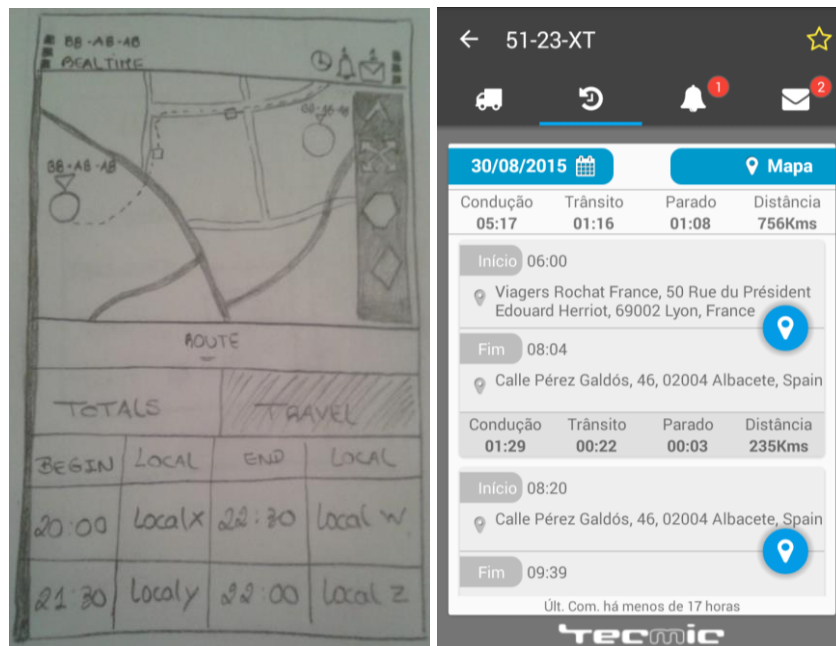 BB-AB-AB
REALTIME
BB-AB-AB
BB-AB-AB
ROUTE
TOTALS TRAVEL
BEGIN LOCAL END LOCAL
20:00 Local X 22:30 Local W
21:30 Local y 22:00 Local Z
51-23-XT
1
2
30/08/2015 Mapa
Condução Trânsito Parado Distância
05:17 01:16 01:08 756Kms
Início 06:00
Viagers Rochat France, 50 Rue du Président
Edouard Herriot, 69002 Lyon, France
Fim 08:04
Calle Pérez Galdós, 46, 02004 Albacete, Spain
Condução Trânsito Parado Distância
01:29 00:22 00:03 235Kms
Início 08:20
Calle Pérez Galdós, 46, 02004 Albacete, Spain
Fim 09:39
Últ. Com. há menos de 17 horas
Tecmic